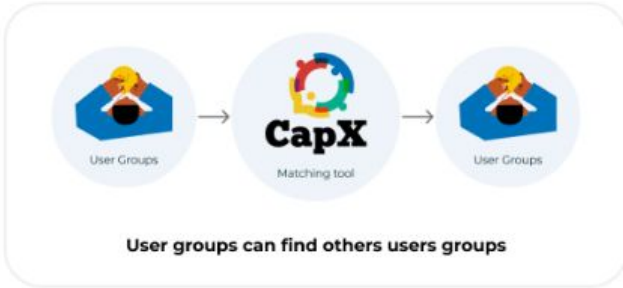 User Groups
CapX
Matching tool
User Groups
User groups can find others users groups